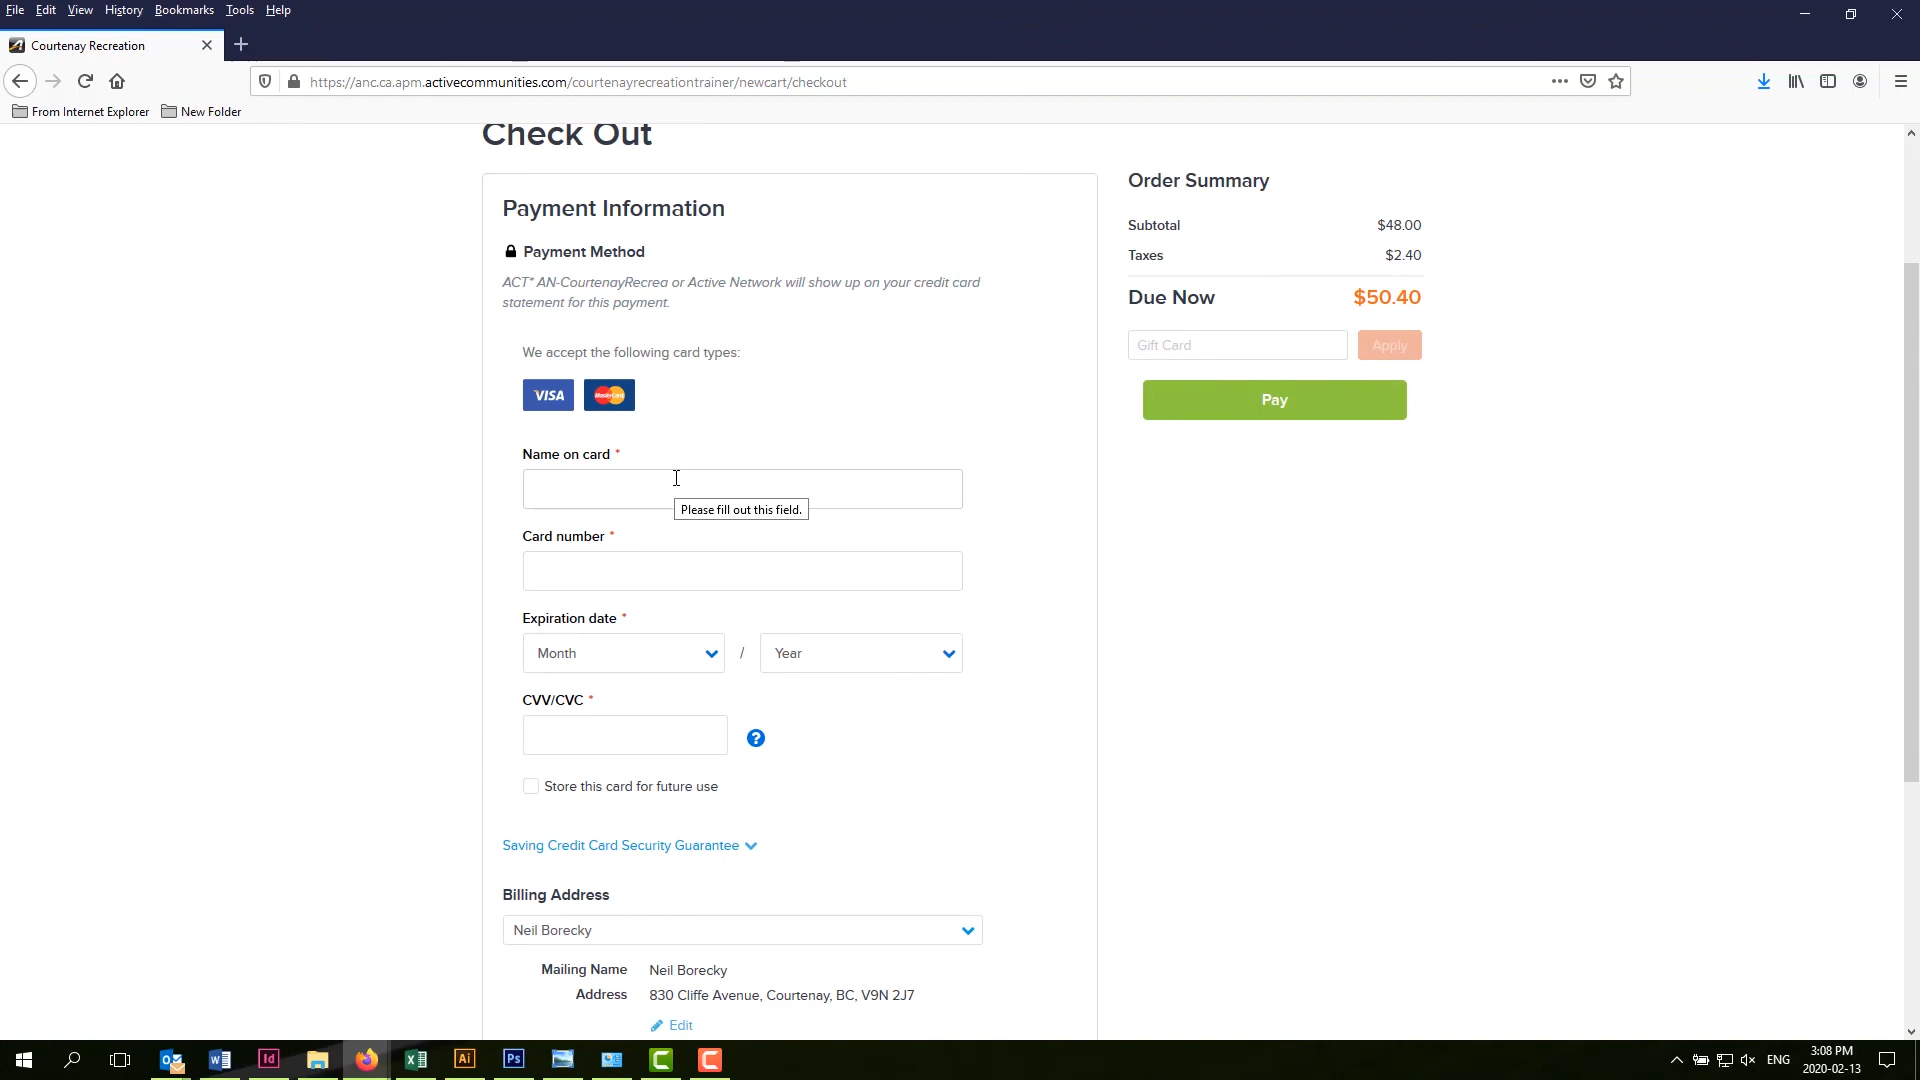 File Edit View History Bookmarks Tools Help
Courtenay Recreation
https://anc.ca.apm.activecommunities.com/courtenayrecreationtrainer/newcart/checkout
From Internet Explorer New Folder
Check Out
Payment Information
Payment Method
ACT* AN-CourtenayRecrea or Active Network will show up on your credit card
statement for this payment.
We accept the following card types:
VISA MasterCard
Name on card *
Please fill out this field.
Card number *
Expiration date *
Month / Year
CVV/CVC *
?
Store this card for future use
Saving Credit Card Security Guarantee
Billing Address
Neil Borecky
Mailing Name Neil Borecky
Address 830 Cliffe Avenue, Courtenay, BC, V9N 2J7
Edit
Order Summary
Subtotal $48.00
Taxes $2.40
Due Now $50.40
Gift Card Apply
Pay
Id Ai Ps
ENG
3:08 PM
2020-02-13